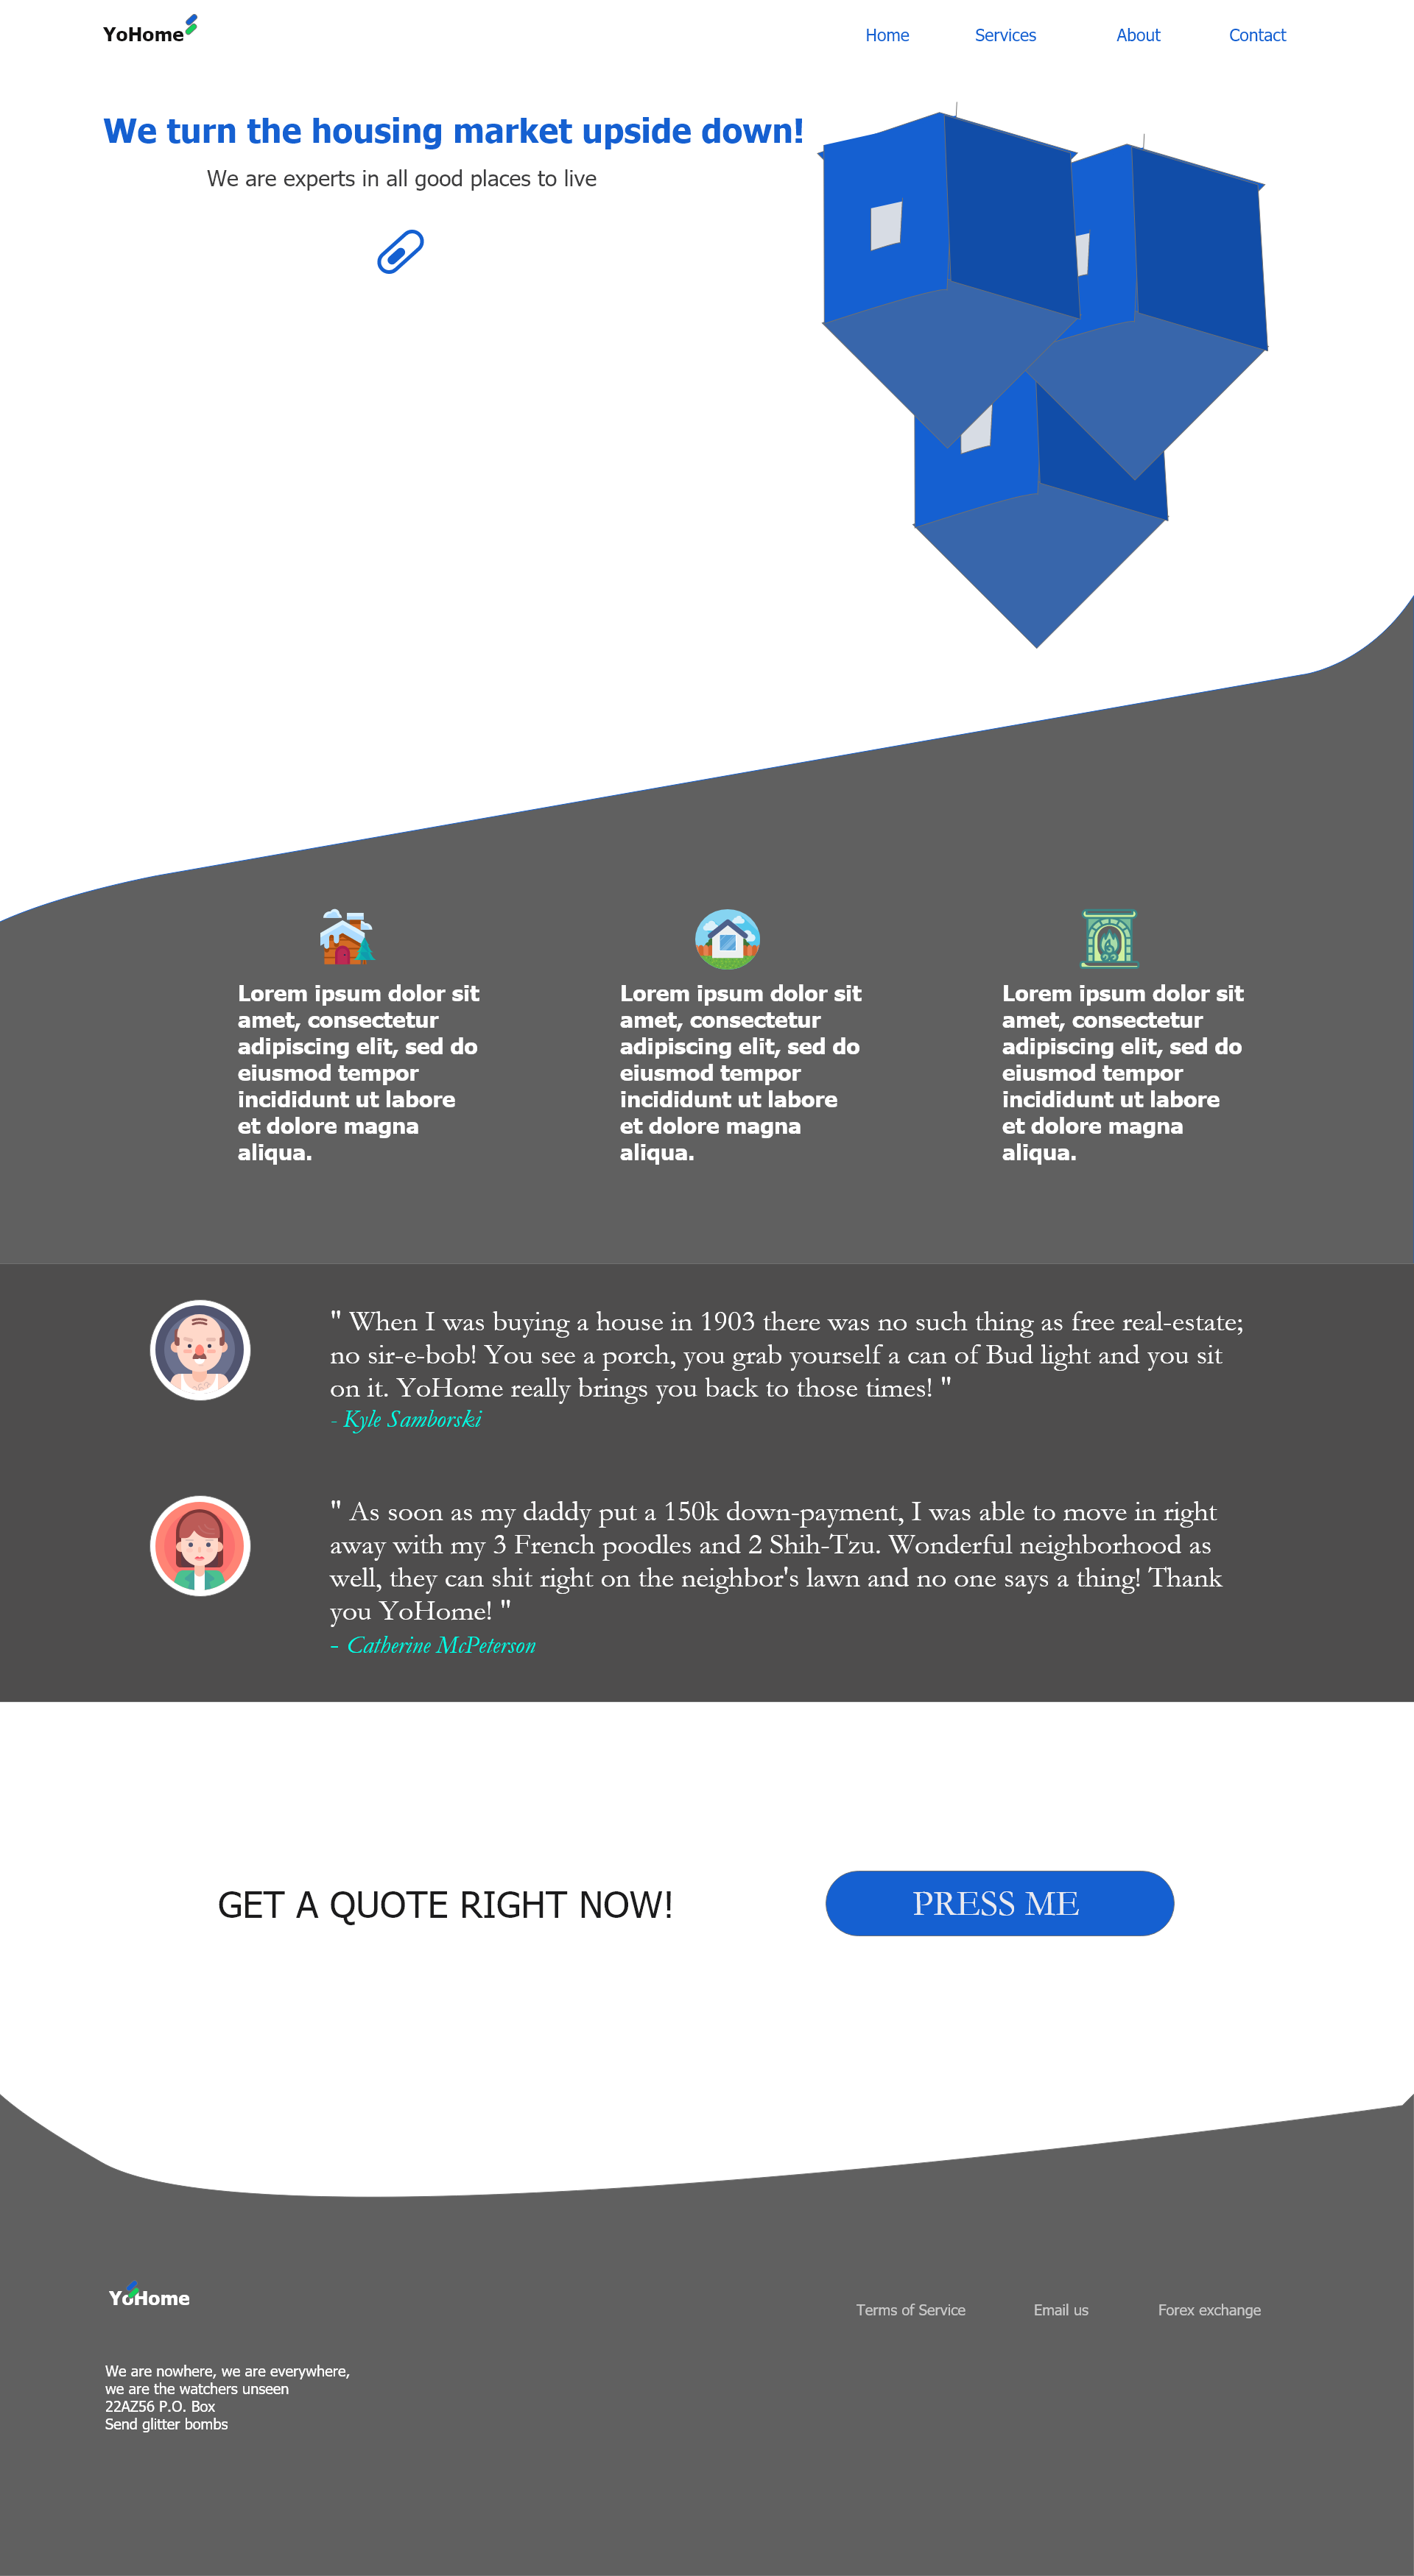 YoHome
Home
Services
About
Contact
We turn the housing market upside down!
We are experts in all good places to live
Lorem ipsum dolor sit
amet, consectetur
adipiscing elit, sed do
eiusmod tempor
incididunt ut labore
et dolore magna
aliqua.
Lorem ipsum dolor sit
amet, consectetur
adipiscing elit, sed do
eiusmod tempor
incididunt ut labore
et dolore magna
aliqua.
Lorem ipsum dolor sit
amet, consectetur
adipiscing elit, sed do
eiusmod tempor
incididunt ut labore
et dolore magna
aliqua.
" When I was buying a house in 1903 there was no such thing as free real-estate;
no sir-e-bob! You see a porch, you grab yourself a can of Bud light and you sit
on it. YoHome really brings you back to those times! "
- Kyle Samborski
" As soon as my daddy put a 150k down-payment, I was able to move in right
away with my 3 French poodles and 2 Shih-Tzu. Wonderful neighborhood as
well, they can shit right on the neighbor's lawn and no one says a thing! Thank
you YoHome! "
- Catherine McPeterson
GET A QUOTE RIGHT NOW!
PRESS ME
YoHome
Terms of Service
Email us
Forex exchange
We are nowhere, we are everywhere,
we are the watchers unseen
22AZ56 P.O. Box
Send glitter bombs